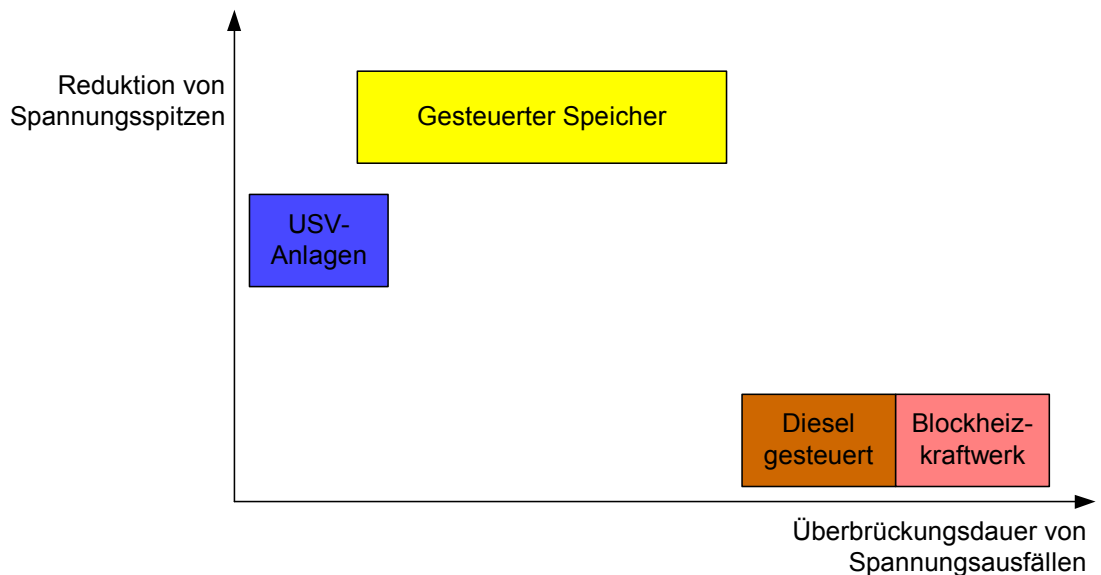 Reduktion von
Spannungsspitzen
Gesteuerter Speicher
USV-
Anlagen
Diesel
gesteuert
Blockheiz-
kraftwerk
Überbrückungsdauer von
Spannungsausfällen